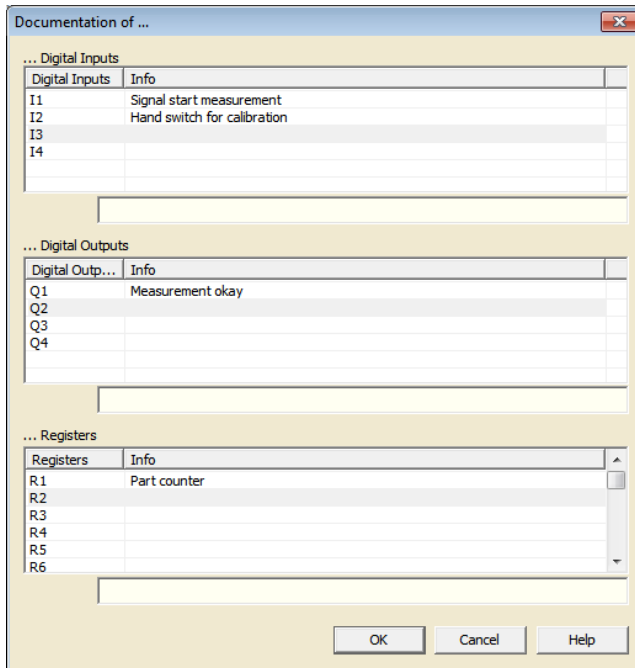 Documentation of ...
... Digital Inputs
Digital Inputs Info
I1 Signal start measurement
I2 Hand switch for calibration
I3
I4
... Digital Outputs
Digital Outp... Info
Q1 Measurement okay
Q2
Q3
Q4
... Registers
Registers Info
R1 Part counter
R2
R3
R4
R5
R6
OK Cancel Help